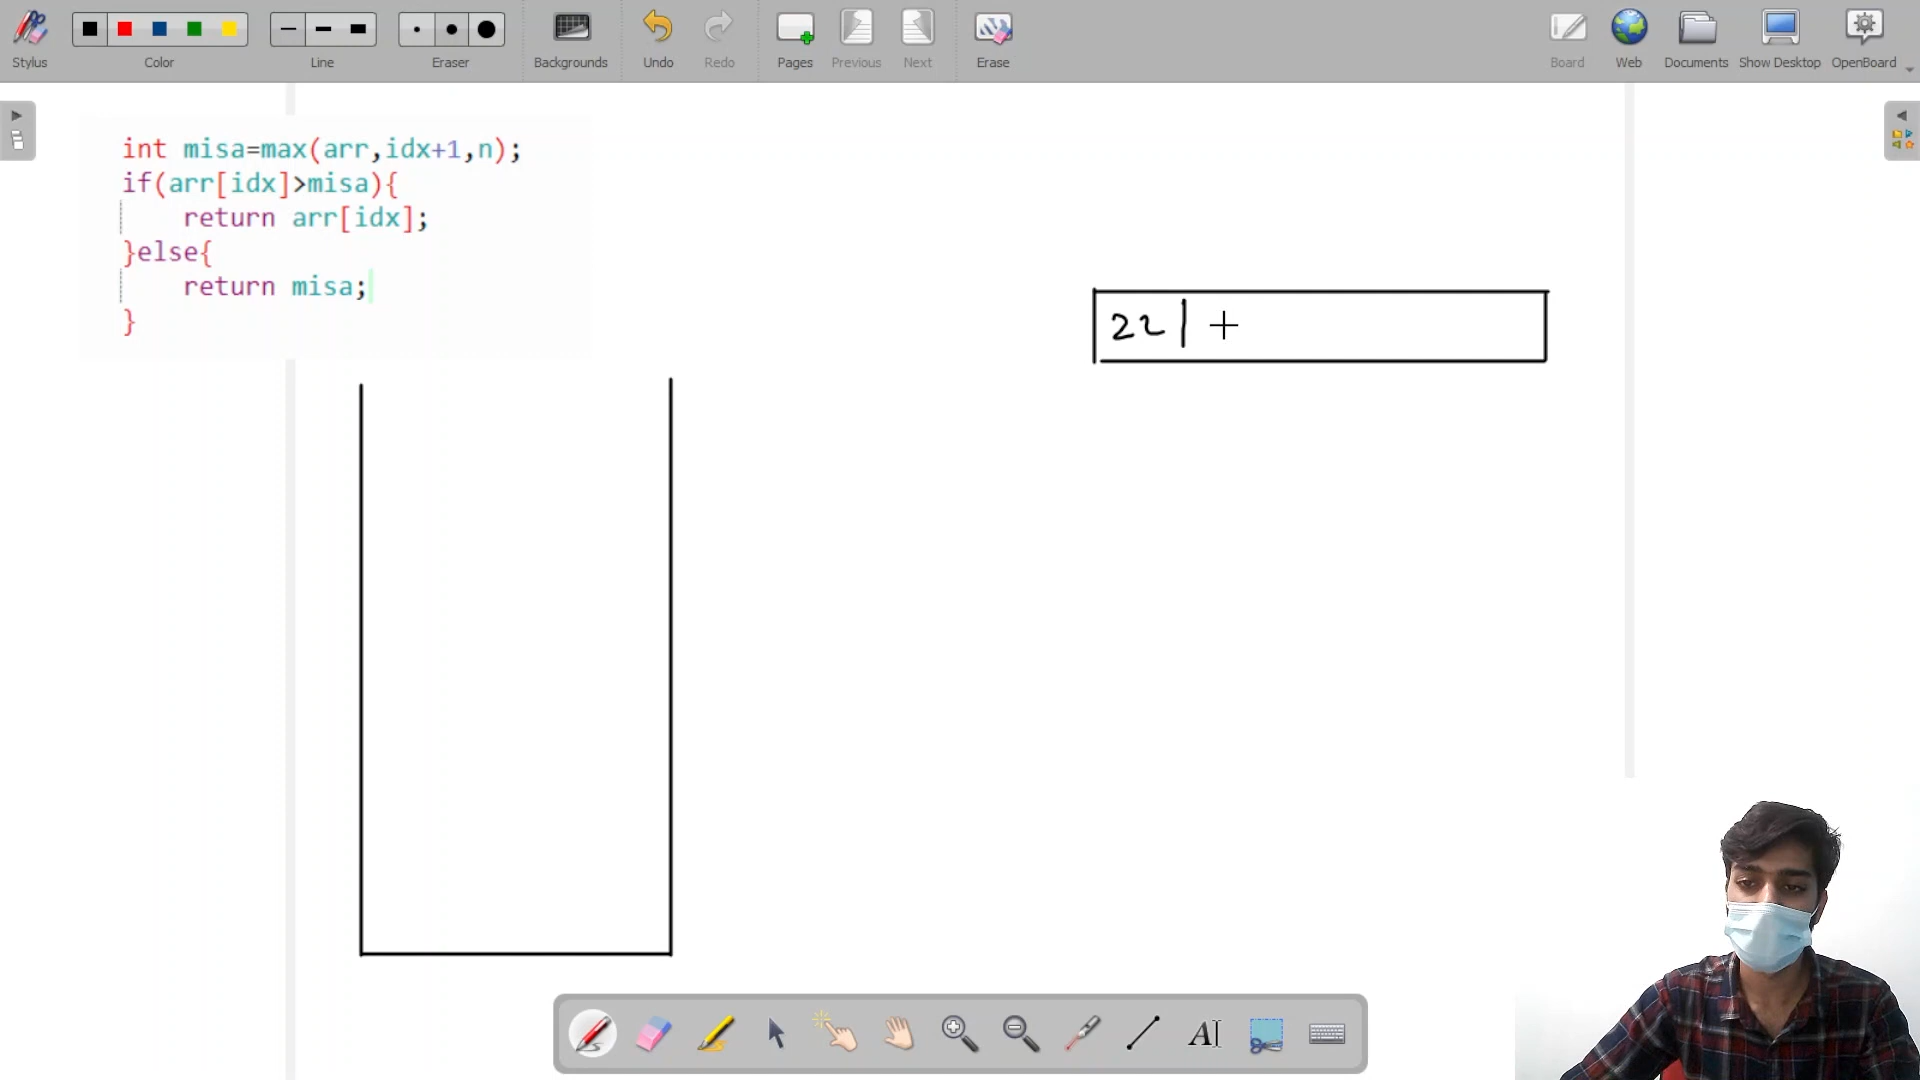 Stylus
Color
Line
Eraser
Backgrounds
Undo
Redo
Pages
Previous
Next
Erase
Board
Web
Documents
Show Desktop
OpenBoard
int misa=max(arr,idx+1,n);
if(arr[idx]>misa){
return arr[idx];
}else{
return misa;
}
22